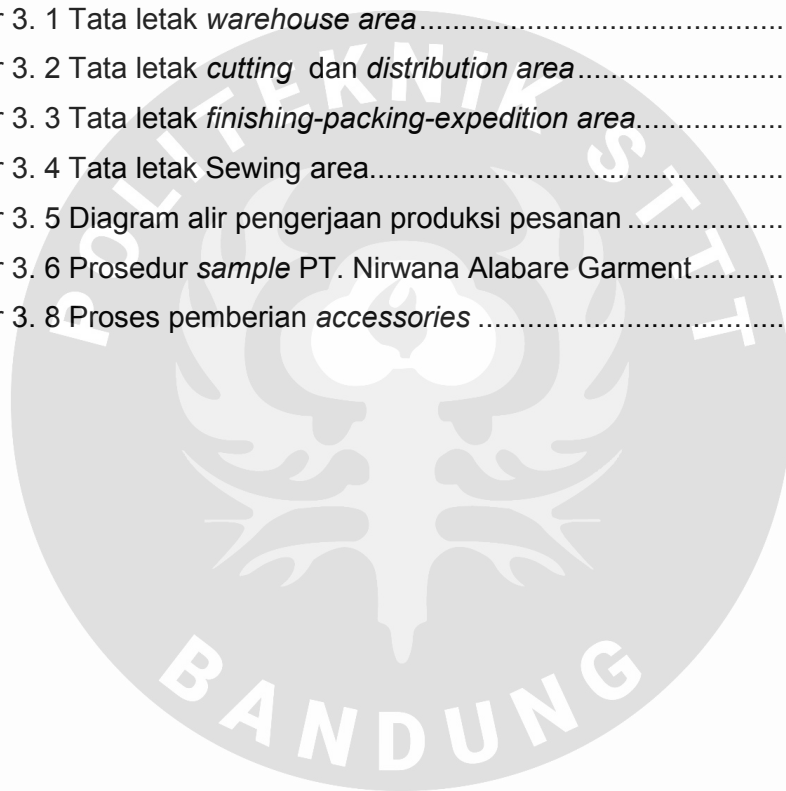 r 3. 1 Tata letak warehouse area
r 3. 2 Tata letak cutting dan distribution area
r 3. 3 Tata letak finishing-packing-expedition area
r 3. 4 Tata letak Sewing area
r 3. 5 Diagram alir pengerjaan produksi pesanan
r 3. 6 Prosedur sample PT. Nirwana Alabare Garment
r 3. 8 Proses pemberian accessories
POLITEKNIK STTT
BANDUNG